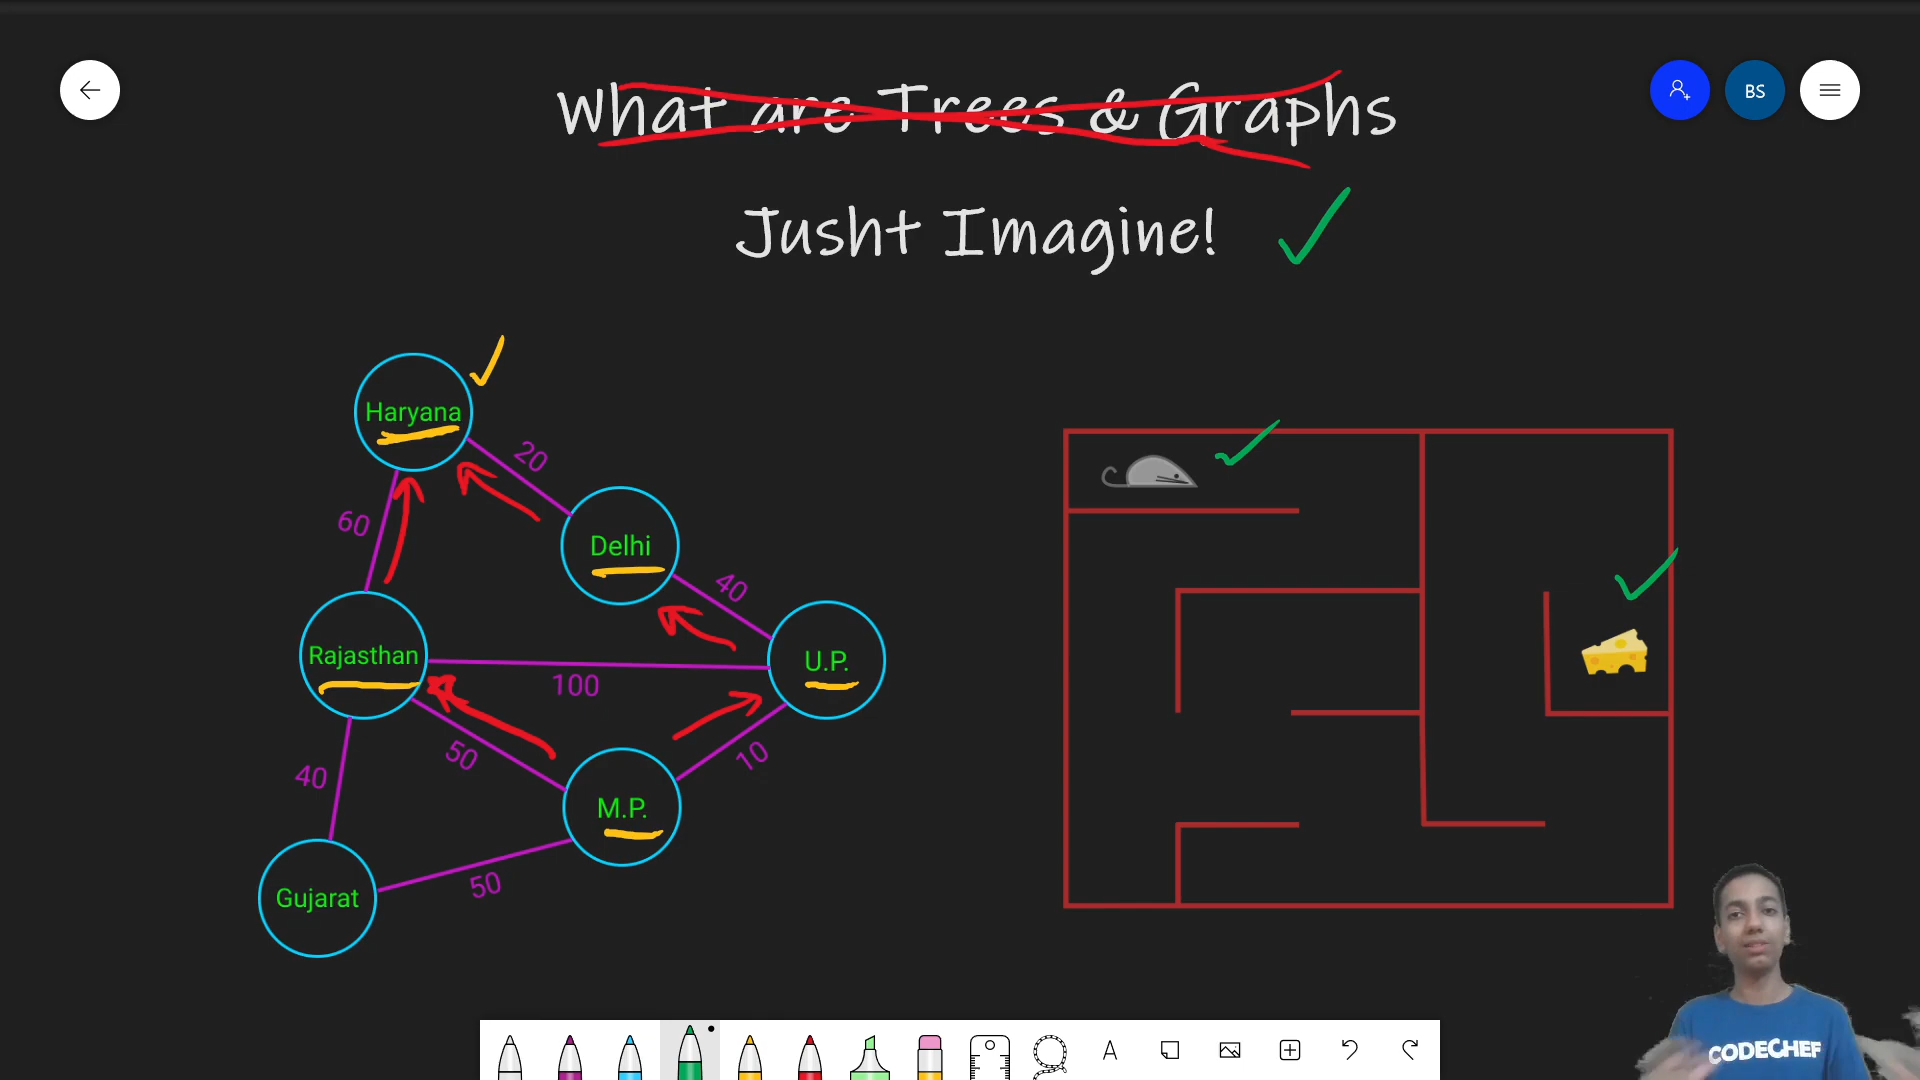 What are Trees & Graphs
BS
Jusht Imagine!
Haryana
20
60
Delhi
40
Rajasthan
U.P.
100
50
10
40
M.P.
50
Gujarat
CODECHEF
A